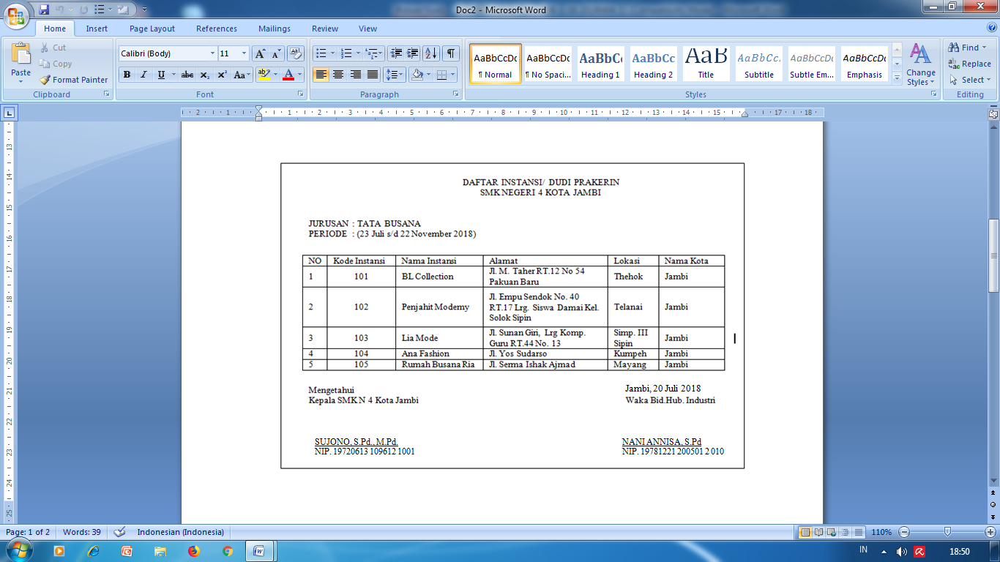 Doc2 - Microsoft Word
Home Insert Page Layout References Mailings Review View
Paste
Cut
Copy
Format Painter
Clipboard
Calibri (Body) 11
Font
Paragraph
AaBbCcDc AaBbCcDc AaBbCc AaBbCc AaB AaBbCc. AaBbCcDc AaBbCcDc
¶ Normal ¶ No Spaci... Heading 1 Heading 2 Title Subtitle Subtle Em... Emphasis
Change Styles
Styles
Find
Replace
Select
Editing
DAFTAR INSTANSI/ DUDI PRAKERIN
SMK NEGERI 4 KOTA JAMBI
JURUSAN : TATA BUSANA
PERIODE : (23 Juli s/d 22 November 2018)
NO Kode Instansi Nama Instansi Alamat Lokasi Nama Kota
1 101 BL Collection Jl. M. Taher RT.12 No 54 Pakuan Baru Thehok Jambi
2 102 Penjahit Moderny Jl. Empu Sendok No. 40 RT.17 Lrg. Siswa Damai Kel. Solok Sipin Telanai Jambi
3 103 Lia Mode Jl. Sunan Giri, Lrg Komp. Guru RT.44 No. 13 Simp. III Sipin Jambi
4 104 Ana Fashion Jl. Yos Sudarso Kumpeh Jambi
5 105 Rumah Busana Ria Jl. Serma Ishak Ajmad Mayang Jambi
Mengetahui
Kepala SMK N 4 Kota Jambi
Jambi, 20 Juli 2018
Waka Bid.Hub. Industri
SUJONO, S.Pd., M.Pd.
NIP. 19720613 109612 1001
NANI ANNISA, S.Pd
NIP. 19781221 200501 2 010
Page: 1 of 2 Words: 39 Indonesian (Indonesia) 110%
IN 18:50